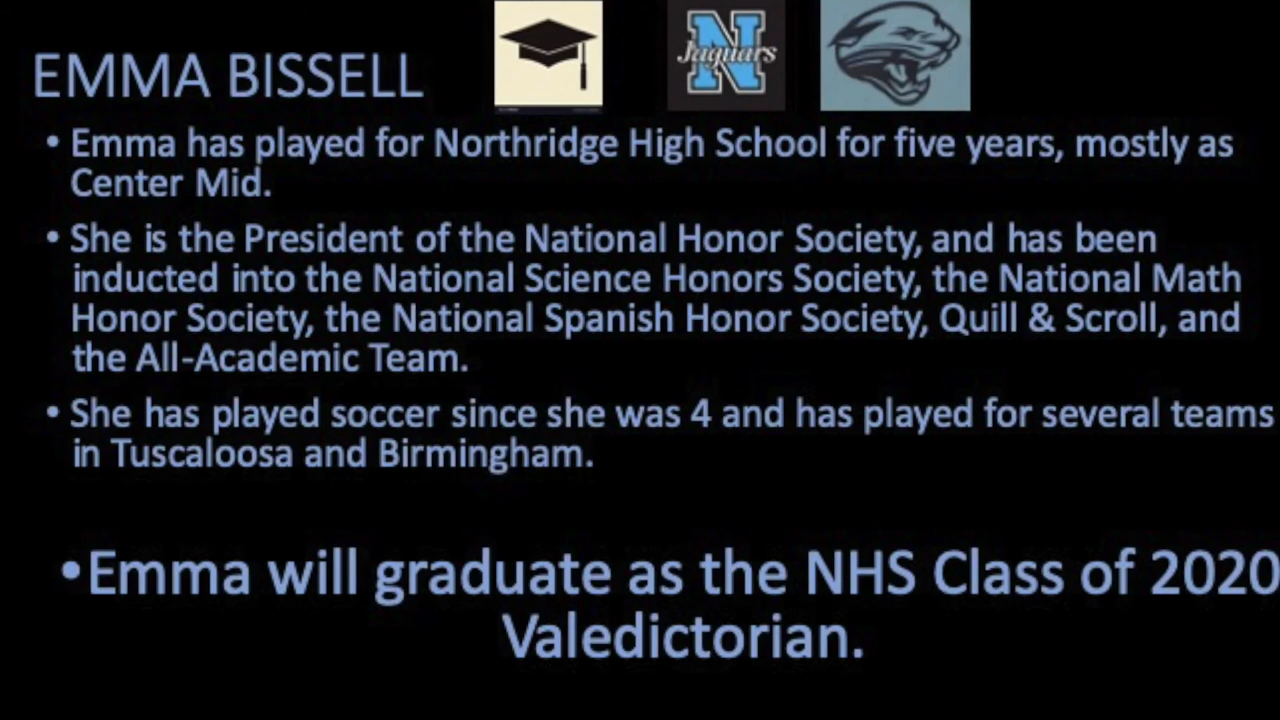 EMMA BISSELL
N
Jaguars
• Emma has played for Northridge High School for five years, mostly as
Center Mid.
• She is the President of the National Honor Society, and has been
inducted into the National Science Honors Society, the National Math
Honor Society, the National Spanish Honor Society, Quill & Scroll, and
the All-Academic Team.
• She has played soccer since she was 4 and has played for several teams
in Tuscaloosa and Birmingham.
•Emma will graduate as the NHS Class of 2020
Valedictorian.